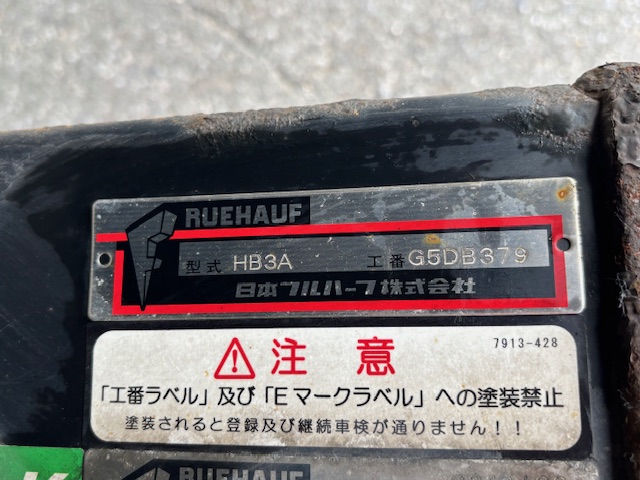 FRUEHAUF
型式 HB3A 工番 G5DB379
日本フルハーフ株式会社
注意 7913-428
「工番ラベル」及び「Eマークラベル」への塗装禁止
塗装されると登録及び継続車検が通りません！！
FRUEHAUF